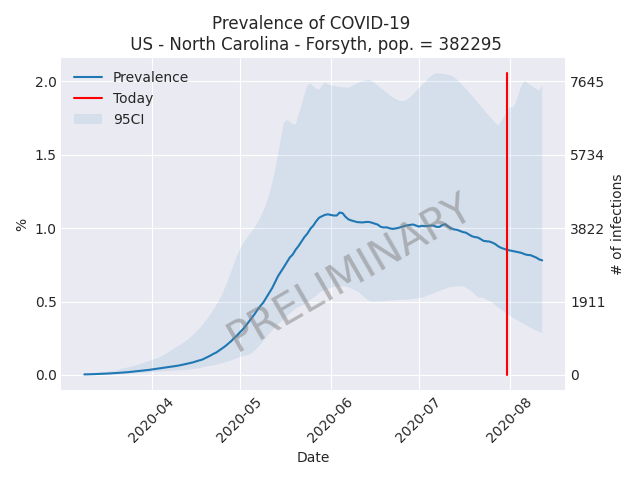 Prevalence of COVID-19
US - North Carolina - Forsyth, pop. = 382295
Prevalence
Today
95CI
2.0
1.5
1.0
0.5
0.0
%
7645
5734
3822
1911
0
# of infections
PRELIMINARY
2020-04
2020-05
2020-06
2020-07
2020-08
Date